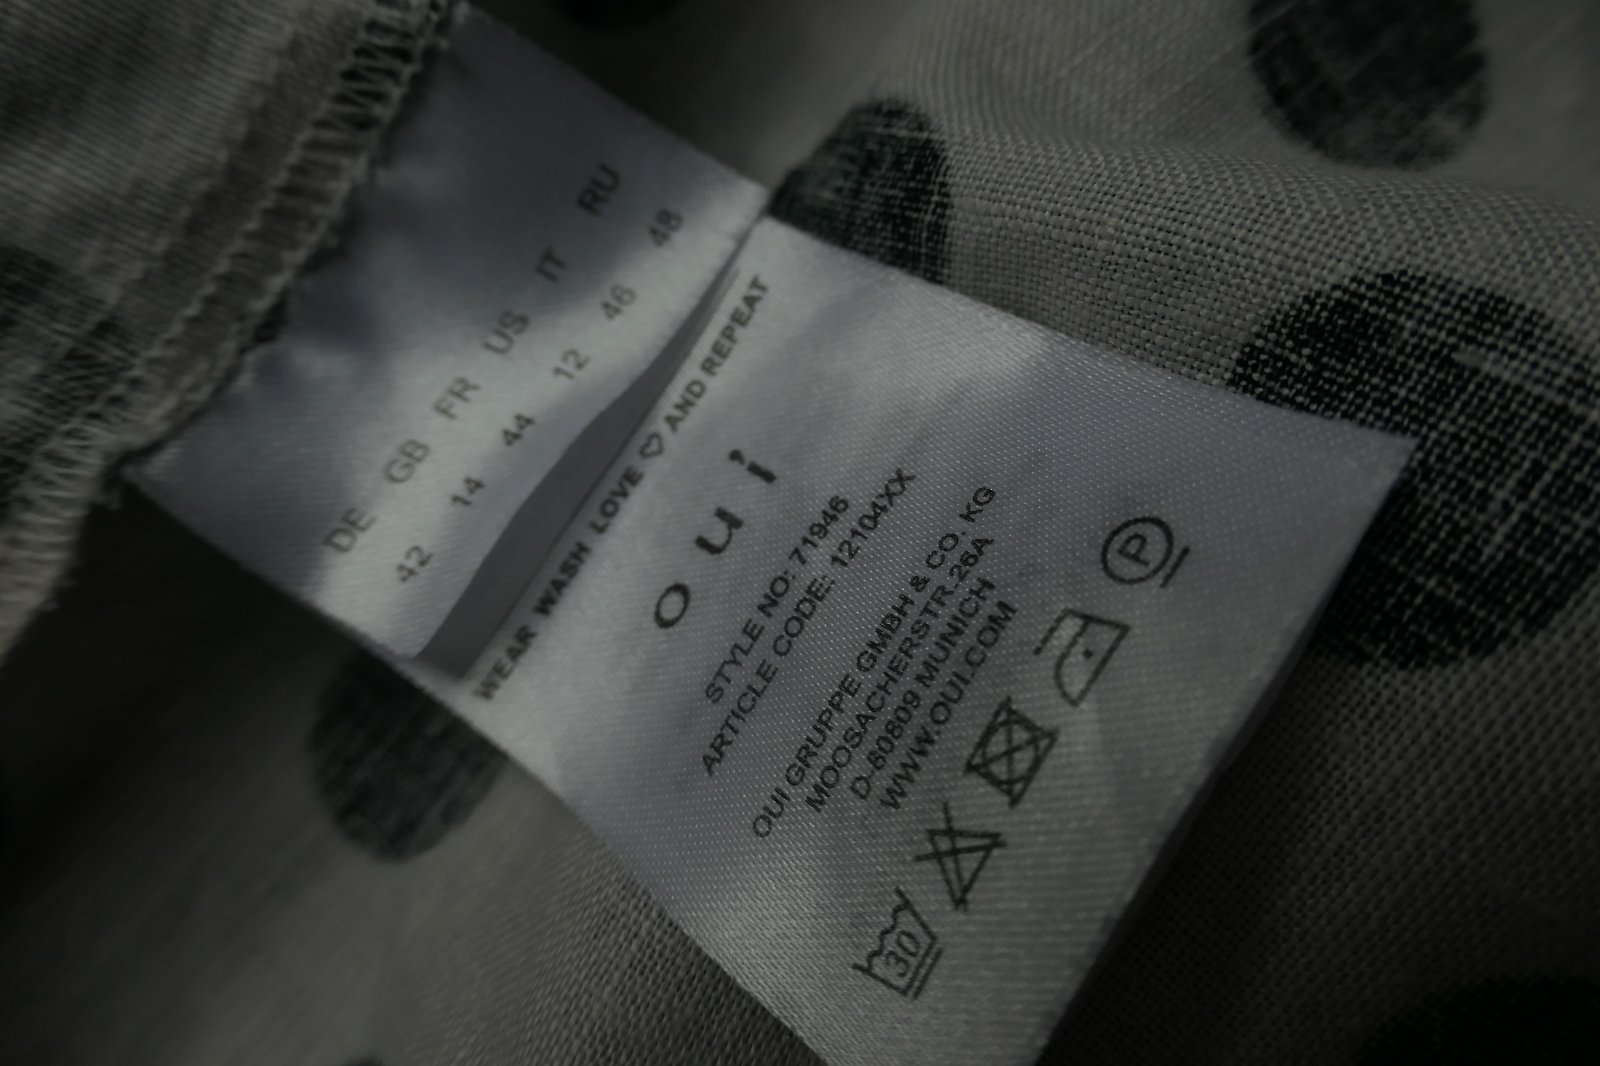 DE GB FR US IT RU
42 14 44 12 46 48
WEAR WASH LOVE ♡ AND REPEAT
ouí
STYLE NO: 71946
ARTICLE CODE: 12104XX
OUI GRUPPE GMBH & CO. KG
MOOSACHERSTR.26A
D-80809 MUNICH
WWW.OUI.COM
30
P